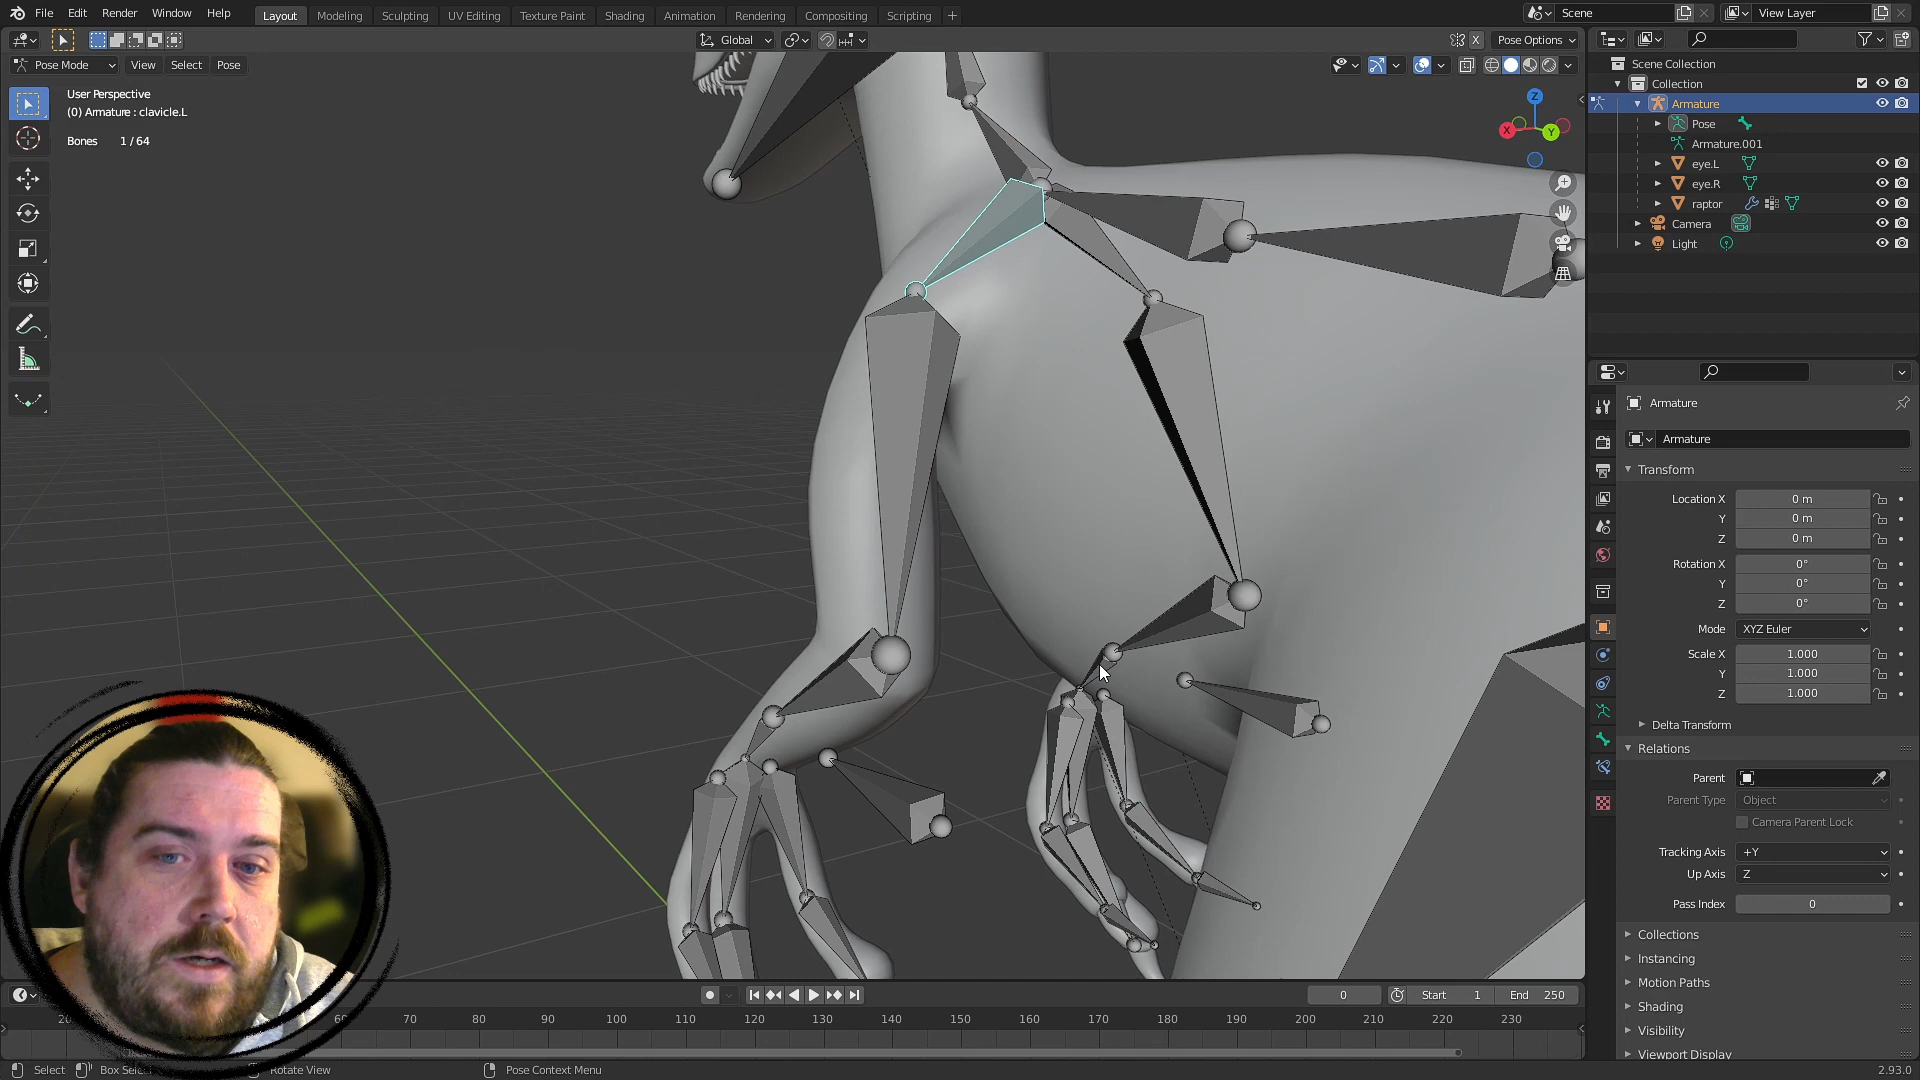 File Edit Render Window Help
Layout Modeling Sculpting UV Editing Texture Paint Shading Animation Rendering Compositing Scripting +
Scene
View Layer
Global
X Pose Options
Pose Mode View Select Pose
User Perspective
(0) Armature : clavicle.L
Bones 1 / 64
Z
X
Y
Scene Collection
Collection
Armature
Pose
Armature.001
eye.L
eye.R
raptor
Camera
Light
Armature
Armature
Transform
Location X 0 m
Y 0 m
Z 0 m
Rotation X 0°
Y 0°
Z 0°
Mode XYZ Euler
Scale X 1.000
Y 1.000
Z 1.000
Delta Transform
Relations
Parent
Parent Type Object
Camera Parent Lock
Tracking Axis +Y
Up Axis Z
Pass Index 0
Collections
Instancing
Motion Paths
Shading
Visibility
Viewport Display
0 Start 1 End 250
60 70 80 90 100 110 120 130 140 150 160 170 180 190 200 210 220 230
Select Box Select Rotate View Pose Context Menu 2.93.0